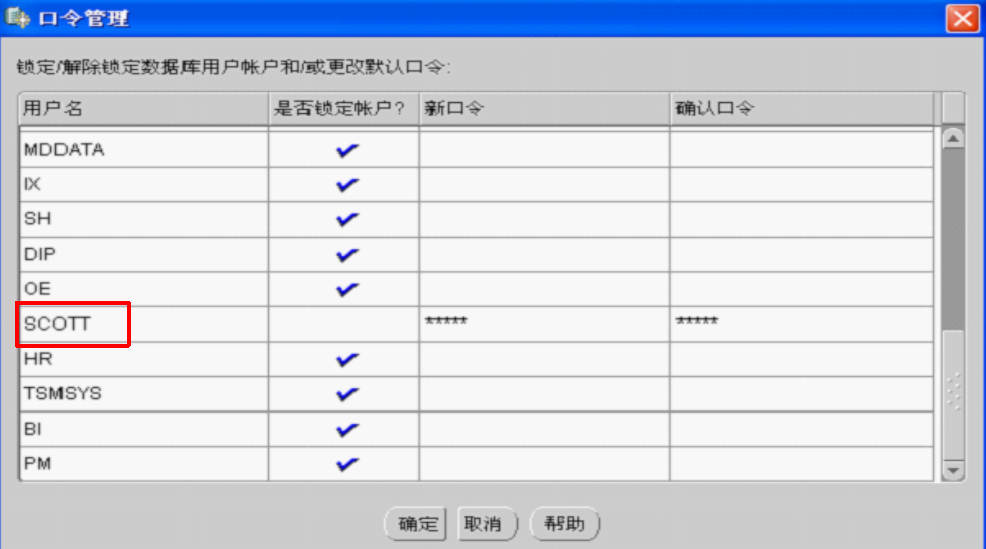 口令管理
锁定/解除锁定数据库用户帐户和/或更改默认口令:
用户名 是否锁定帐户? 新口令 确认口令
MDDATA
IX
SH
DIP
OE
SCOTT ***** *****
HR
TSMSYS
BI
PM
确定 取消 帮助